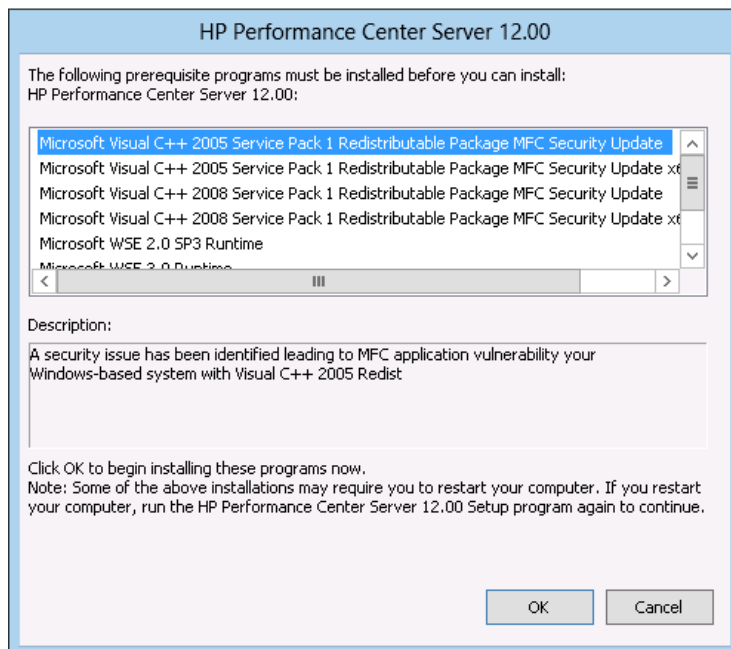 HP Performance Center Server 12.00
The following prerequisite programs must be installed before you can install:
HP Performance Center Server 12.00:
Microsoft Visual C++ 2005 Service Pack 1 Redistributable Package MFC Security Update
Microsoft Visual C++ 2005 Service Pack 1 Redistributable Package MFC Security Update
Microsoft Visual C++ 2008 Service Pack 1 Redistributable Package MFC Security Update
Microsoft Visual C++ 2008 Service Pack 1 Redistributable Package MFC Security Update
Microsoft WSE 2.0 SP3 Runtime
Microsoft WSE 3.0 Runtime
Description:
A security issue has been identified leading to MFC application vulnerability your
Windows-based system with Visual C++ 2005 Redist
Click OK to begin installing these programs now.
Note: Some of the above installations may require you to restart your computer. If you restart
your computer, run the HP Performance Center Server 12.00 Setup program again to continue.
OK
Cancel